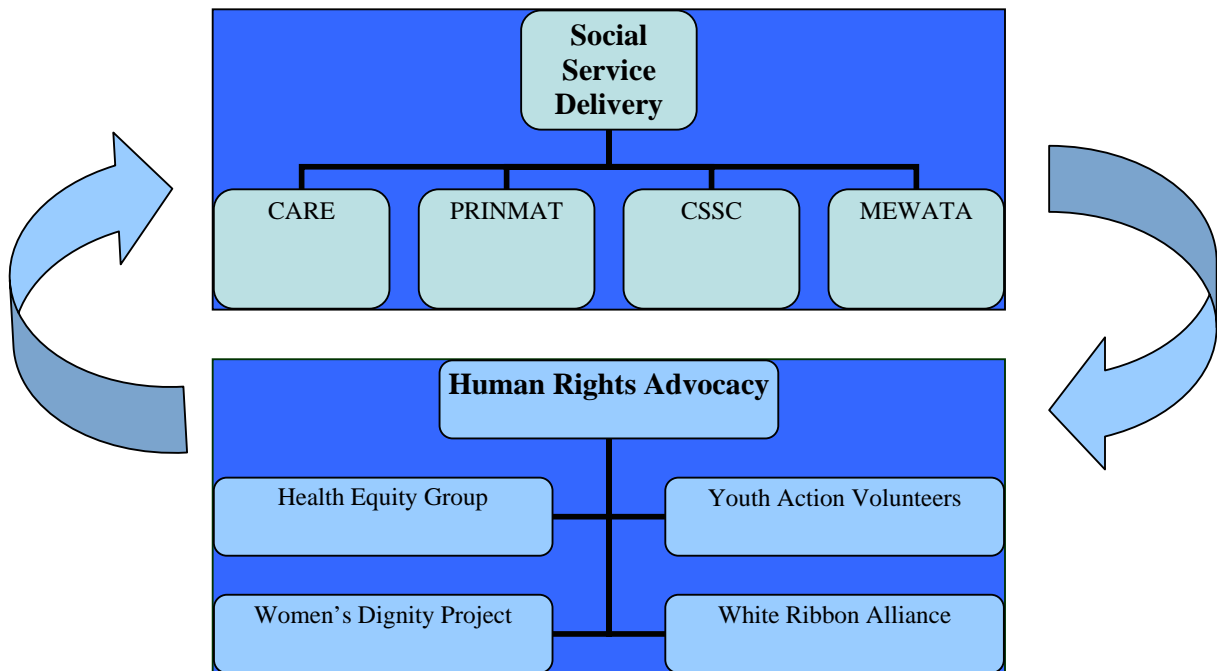 Social
Service
Delivery
CARE
PRINMAT
CSSC
MEWATA
Human Rights Advocacy
Health Equity Group
Youth Action Volunteers
Women’s Dignity Project
White Ribbon Alliance